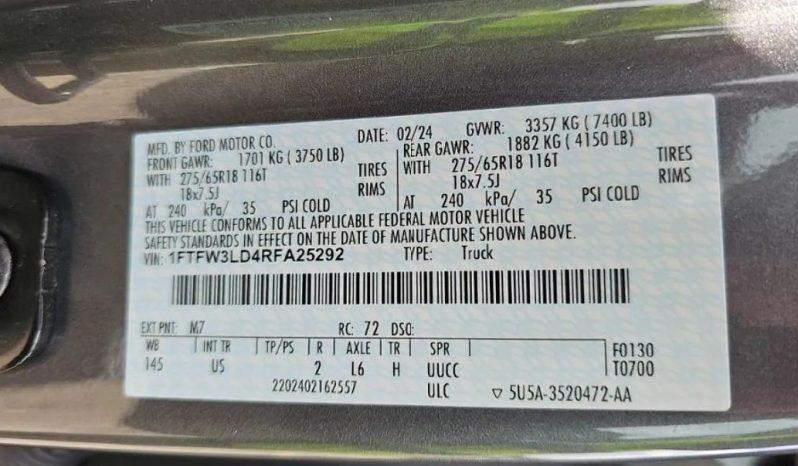 MFD. BY FORD MOTOR CO. DATE: 02/24 GVWR: 3357 KG ( 7400 LB)
FRONT GAWR: 1701 KG ( 3750 LB) REAR GAWR: 1882 KG ( 4150 LB)
WITH 275/65R18 116T TIRES WITH 275/65R18 116T TIRES
18x7.5J RIMS 18x7.5J RIMS
AT 240 kPa/ 35 PSI COLD AT 240 kPa/ 35 PSI COLD
THIS VEHICLE CONFORMS TO ALL APPLICABLE FEDERAL MOTOR VEHICLE
SAFETY STANDARDS IN EFFECT ON THE DATE OF MANUFACTURE SHOWN ABOVE.
VIN: 1FTFW3LD4RFA25292 TYPE: Truck
EXT PNT: M7 RC: 72 DSO:
WB INT TR TP/PS R AXLE TR SPR F0130
145 US 2 L6 H UUCC T0700
2202402162557 ULC ▽ 5U5A-3520472-AA